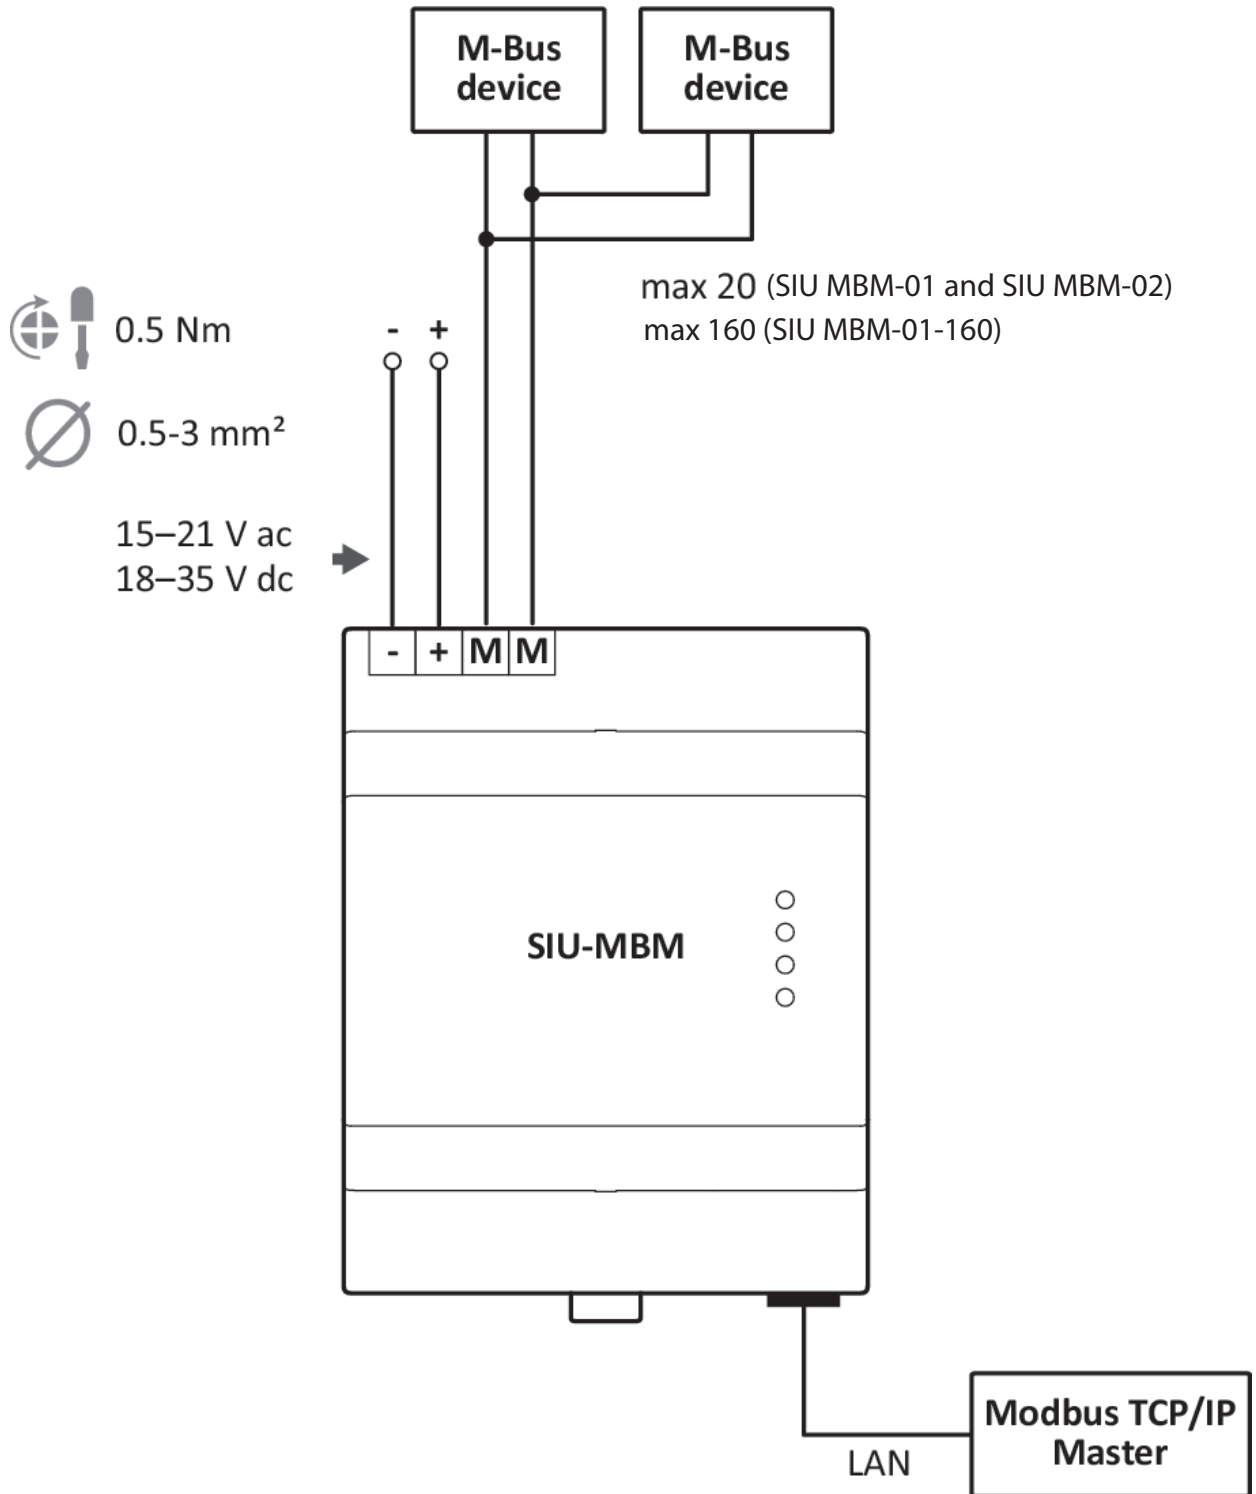 M-Bus
device
M-Bus
device
max 20 (SIU MBM-01 and SIU MBM-02)
max 160 (SIU MBM-01-160)
0.5 Nm
- +
0.5-3 mm²
15–21 V ac
18–35 V dc
- + M M
SIU-MBM
Modbus TCP/IP
Master
LAN